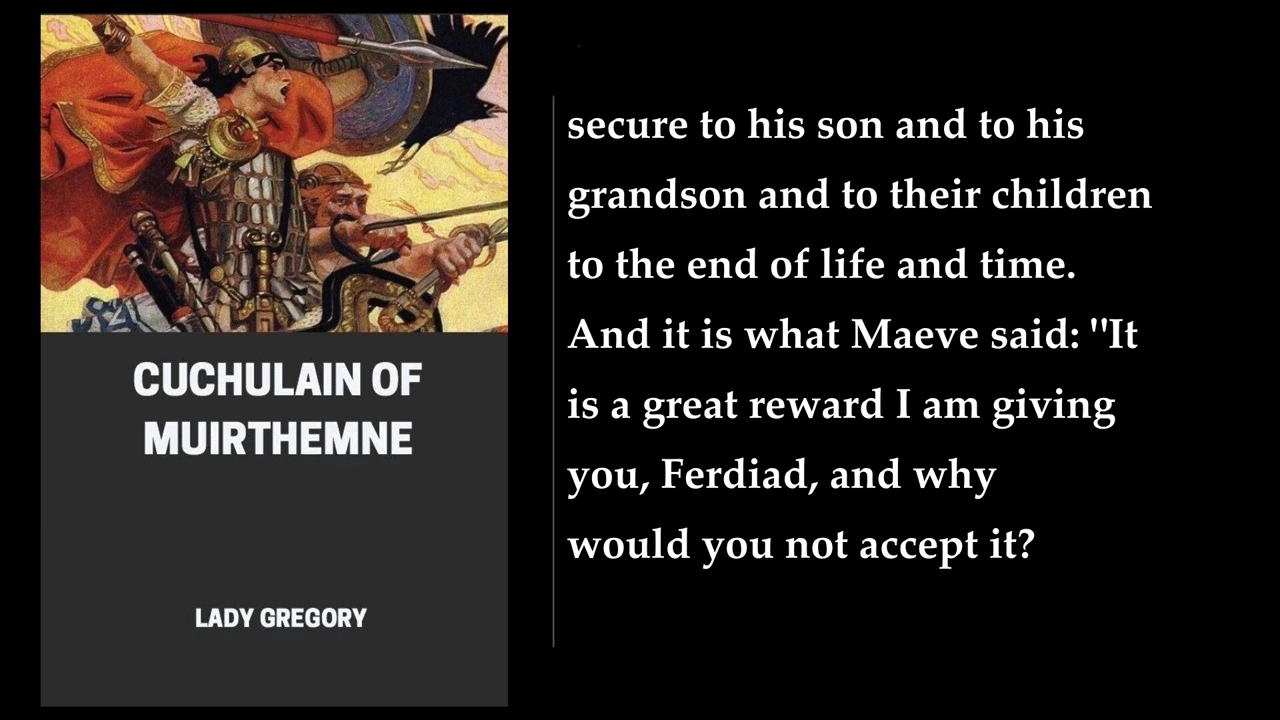 CUCHULAIN OF
MUIRTHEMNE
LADY GREGORY
secure to his son and to his
grandson and to their children
to the end of life and time.
And it is what Maeve said: "It
is a great reward I am giving
you, Ferdiad, and why
would you not accept it?